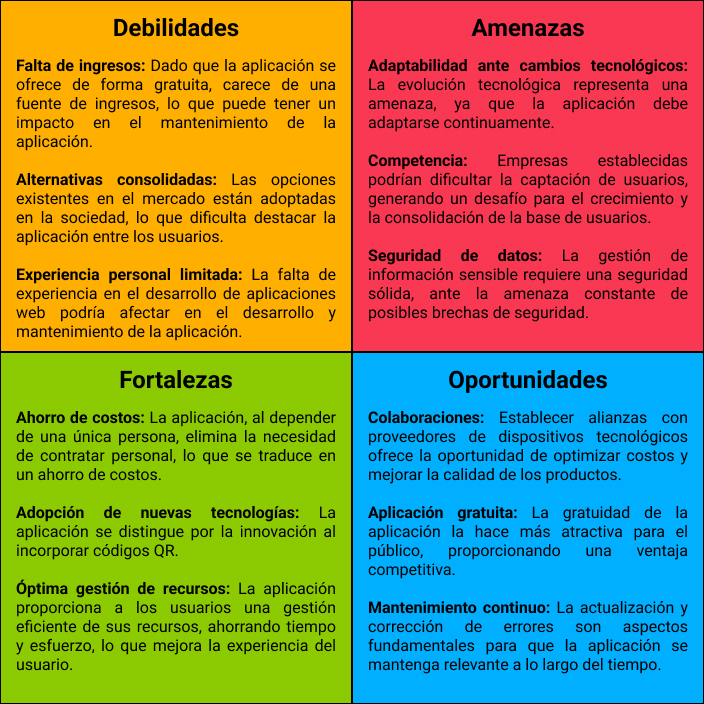 Debilidades
Falta de ingresos: Dado que la aplicación se
ofrece de forma gratuita, carece de una
fuente de ingresos, lo que puede tener un
impacto en el mantenimiento de la
aplicación.
Alternativas consolidadas: Las opciones
existentes en el mercado están adoptadas
en la sociedad, lo que dificulta destacar la
aplicación entre los usuarios.
Experiencia personal limitada: La falta de
experiencia en el desarrollo de aplicaciones
web podría afectar en el desarrollo y
mantenimiento de la aplicación.
Amenazas
Adaptabilidad ante cambios tecnológicos:
La evolución tecnológica representa una
amenaza, ya que la aplicación debe
adaptarse continuamente.
Competencia: Empresas establecidas
podrían dificultar la captación de usuarios,
generando un desafío para el crecimiento y
la consolidación de la base de usuarios.
Seguridad de datos: La gestión de
información sensible requiere una seguridad
sólida, ante la amenaza constante de
posibles brechas de seguridad.
Fortalezas
Ahorro de costos: La aplicación, al depender
de una única persona, elimina la necesidad
de contratar personal, lo que se traduce en
un ahorro de costos.
Adopción de nuevas tecnologías: La
aplicación se distingue por la innovación al
incorporar códigos QR.
Óptima gestión de recursos: La aplicación
proporciona a los usuarios una gestión
eficiente de sus recursos, ahorrando tiempo
y esfuerzo, lo que mejora la experiencia del
usuario.
Oportunidades
Colaboraciones: Establecer alianzas con
proveedores de dispositivos tecnológicos
ofrece la oportunidad de optimizar costos y
mejorar la calidad de los productos.
Aplicación gratuita: La gratuidad de la
aplicación la hace más atractiva para el
público, proporcionando una ventaja
competitiva.
Mantenimiento continuo: La actualización y
corrección de errores son aspectos
fundamentales para que la aplicación se
mantenga relevante a lo largo del tiempo.